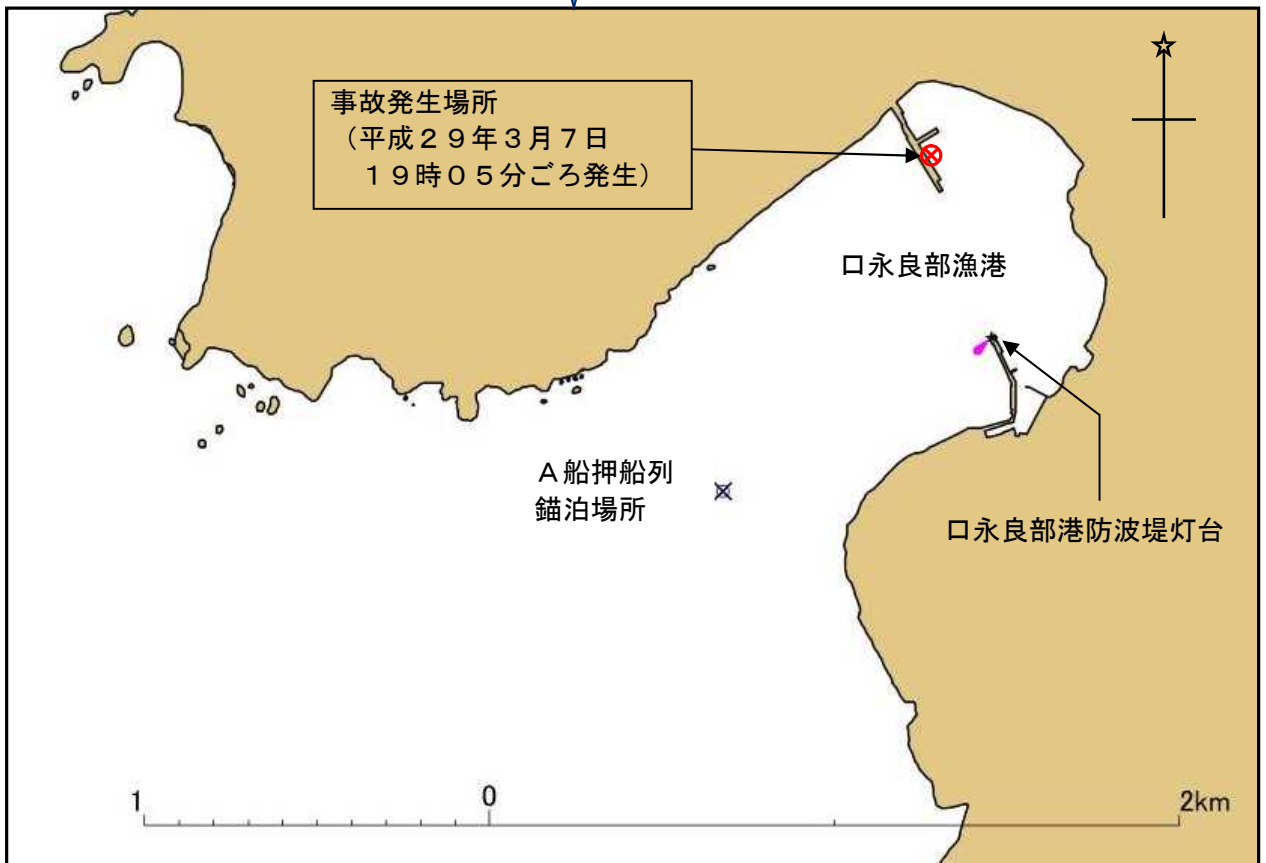 事故発生場所
（平成２９年３月７日
１９時０５分ごろ発生）
口永良部漁港
Ａ船押船列
錨泊場所
口永良部港防波堤灯台
1 0 2km